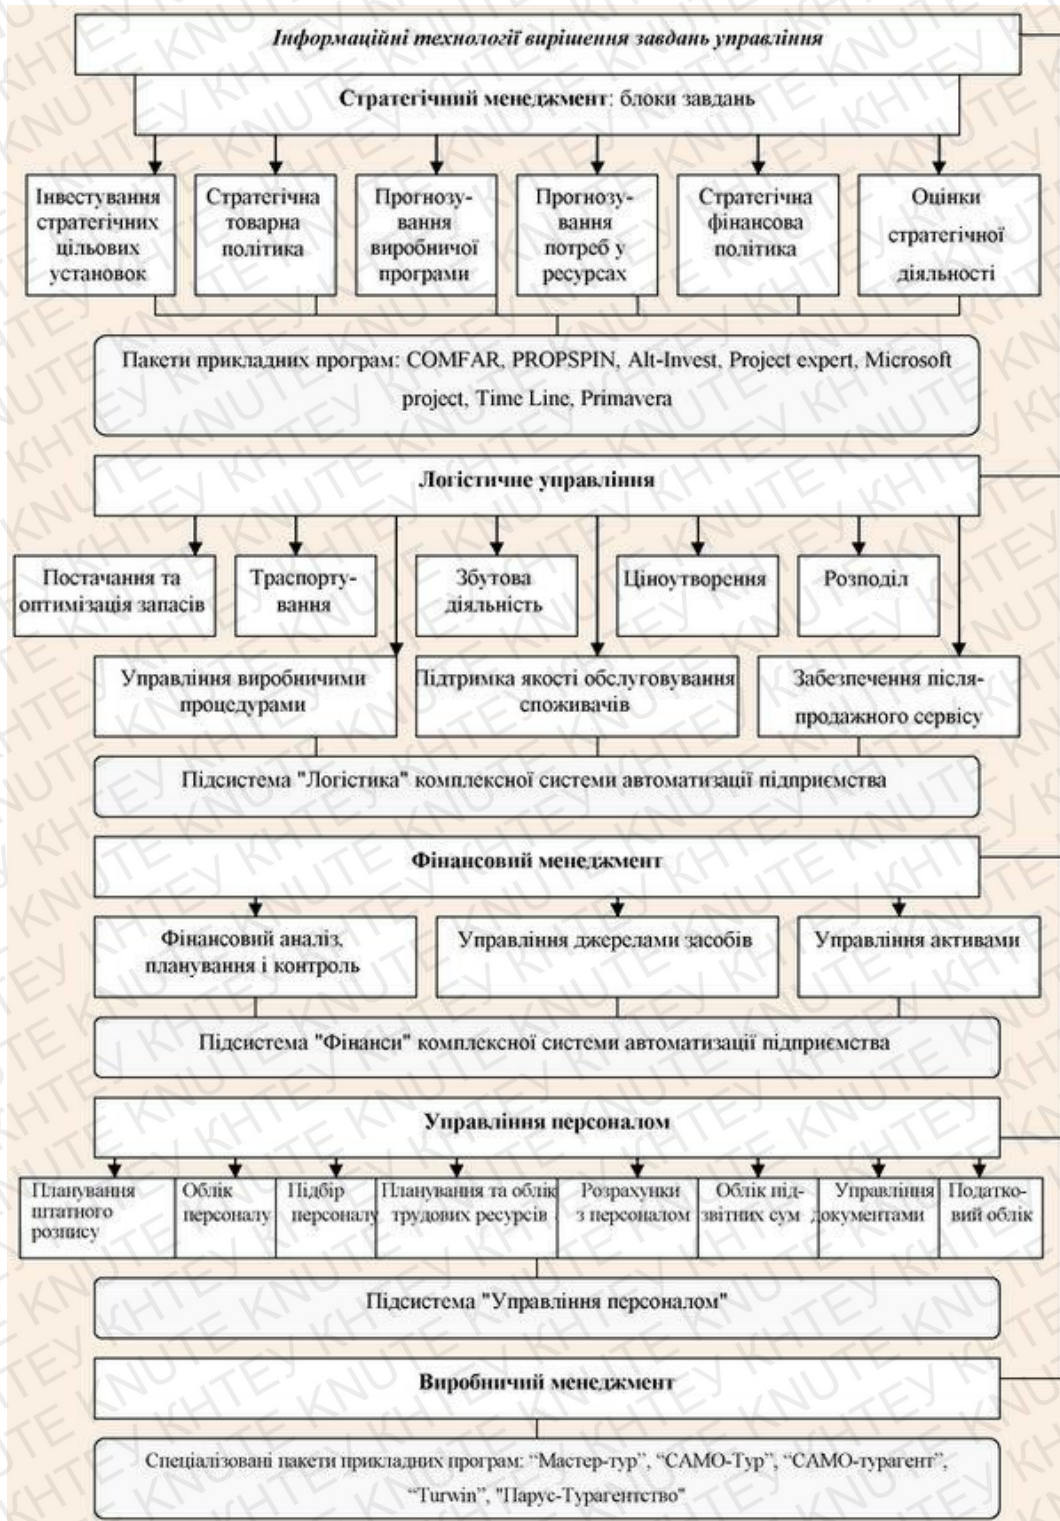 Інформаційні технології вирішення завдань управління
Стратегічний менеджмент: блоки завдань
Інвестування
стратегічних
цільових
установок
Стратегічна
товарна
політика
Прогнозу-
вання
виробничої
програми
Прогнозу-
вання
потреб у
ресурсах
Стратегічна
фінансова
політика
Оцінки
стратегічної
діяльності
Пакети прикладних програм: COMFAR, PROPSPIN, Alt-Invest, Project expert, Microsoft
project, Time Line, Primavera
Логістичне управління
Постачання та
оптимізація запасів
Траспорту-
вання
Збутова
діяльність
Ціноутворення
Розподіл
Управління виробничими
процедурами
Підтримка якості обслуговування
споживачів
Забезпечення після-
продажного сервісу
Підсистема "Логістика" комплексної системи автоматизації підприємства
Фінансовий менеджмент
Фінансовий аналіз,
планування і контроль
Управління джерелами засобів
Управління активами
Підсистема "Фінанси" комплексної системи автоматизації підприємства
Управління персоналом
Планування
штатного
розпису
Облік
персоналу
Підбір
персоналу
Планування та облік
трудових ресурсів
Розрахунки
з персоналом
Облік під-
звітних сум
Управління
документами
Податко-
вий облік
Підсистема "Управління персоналом"
Виробничий менеджмент
Спеціалізовані пакети прикладних програм: “Мастер-тур”, “САМО-Тур”, “САМО-турагент”,
“Turwin”, "Парус-Турагентство"